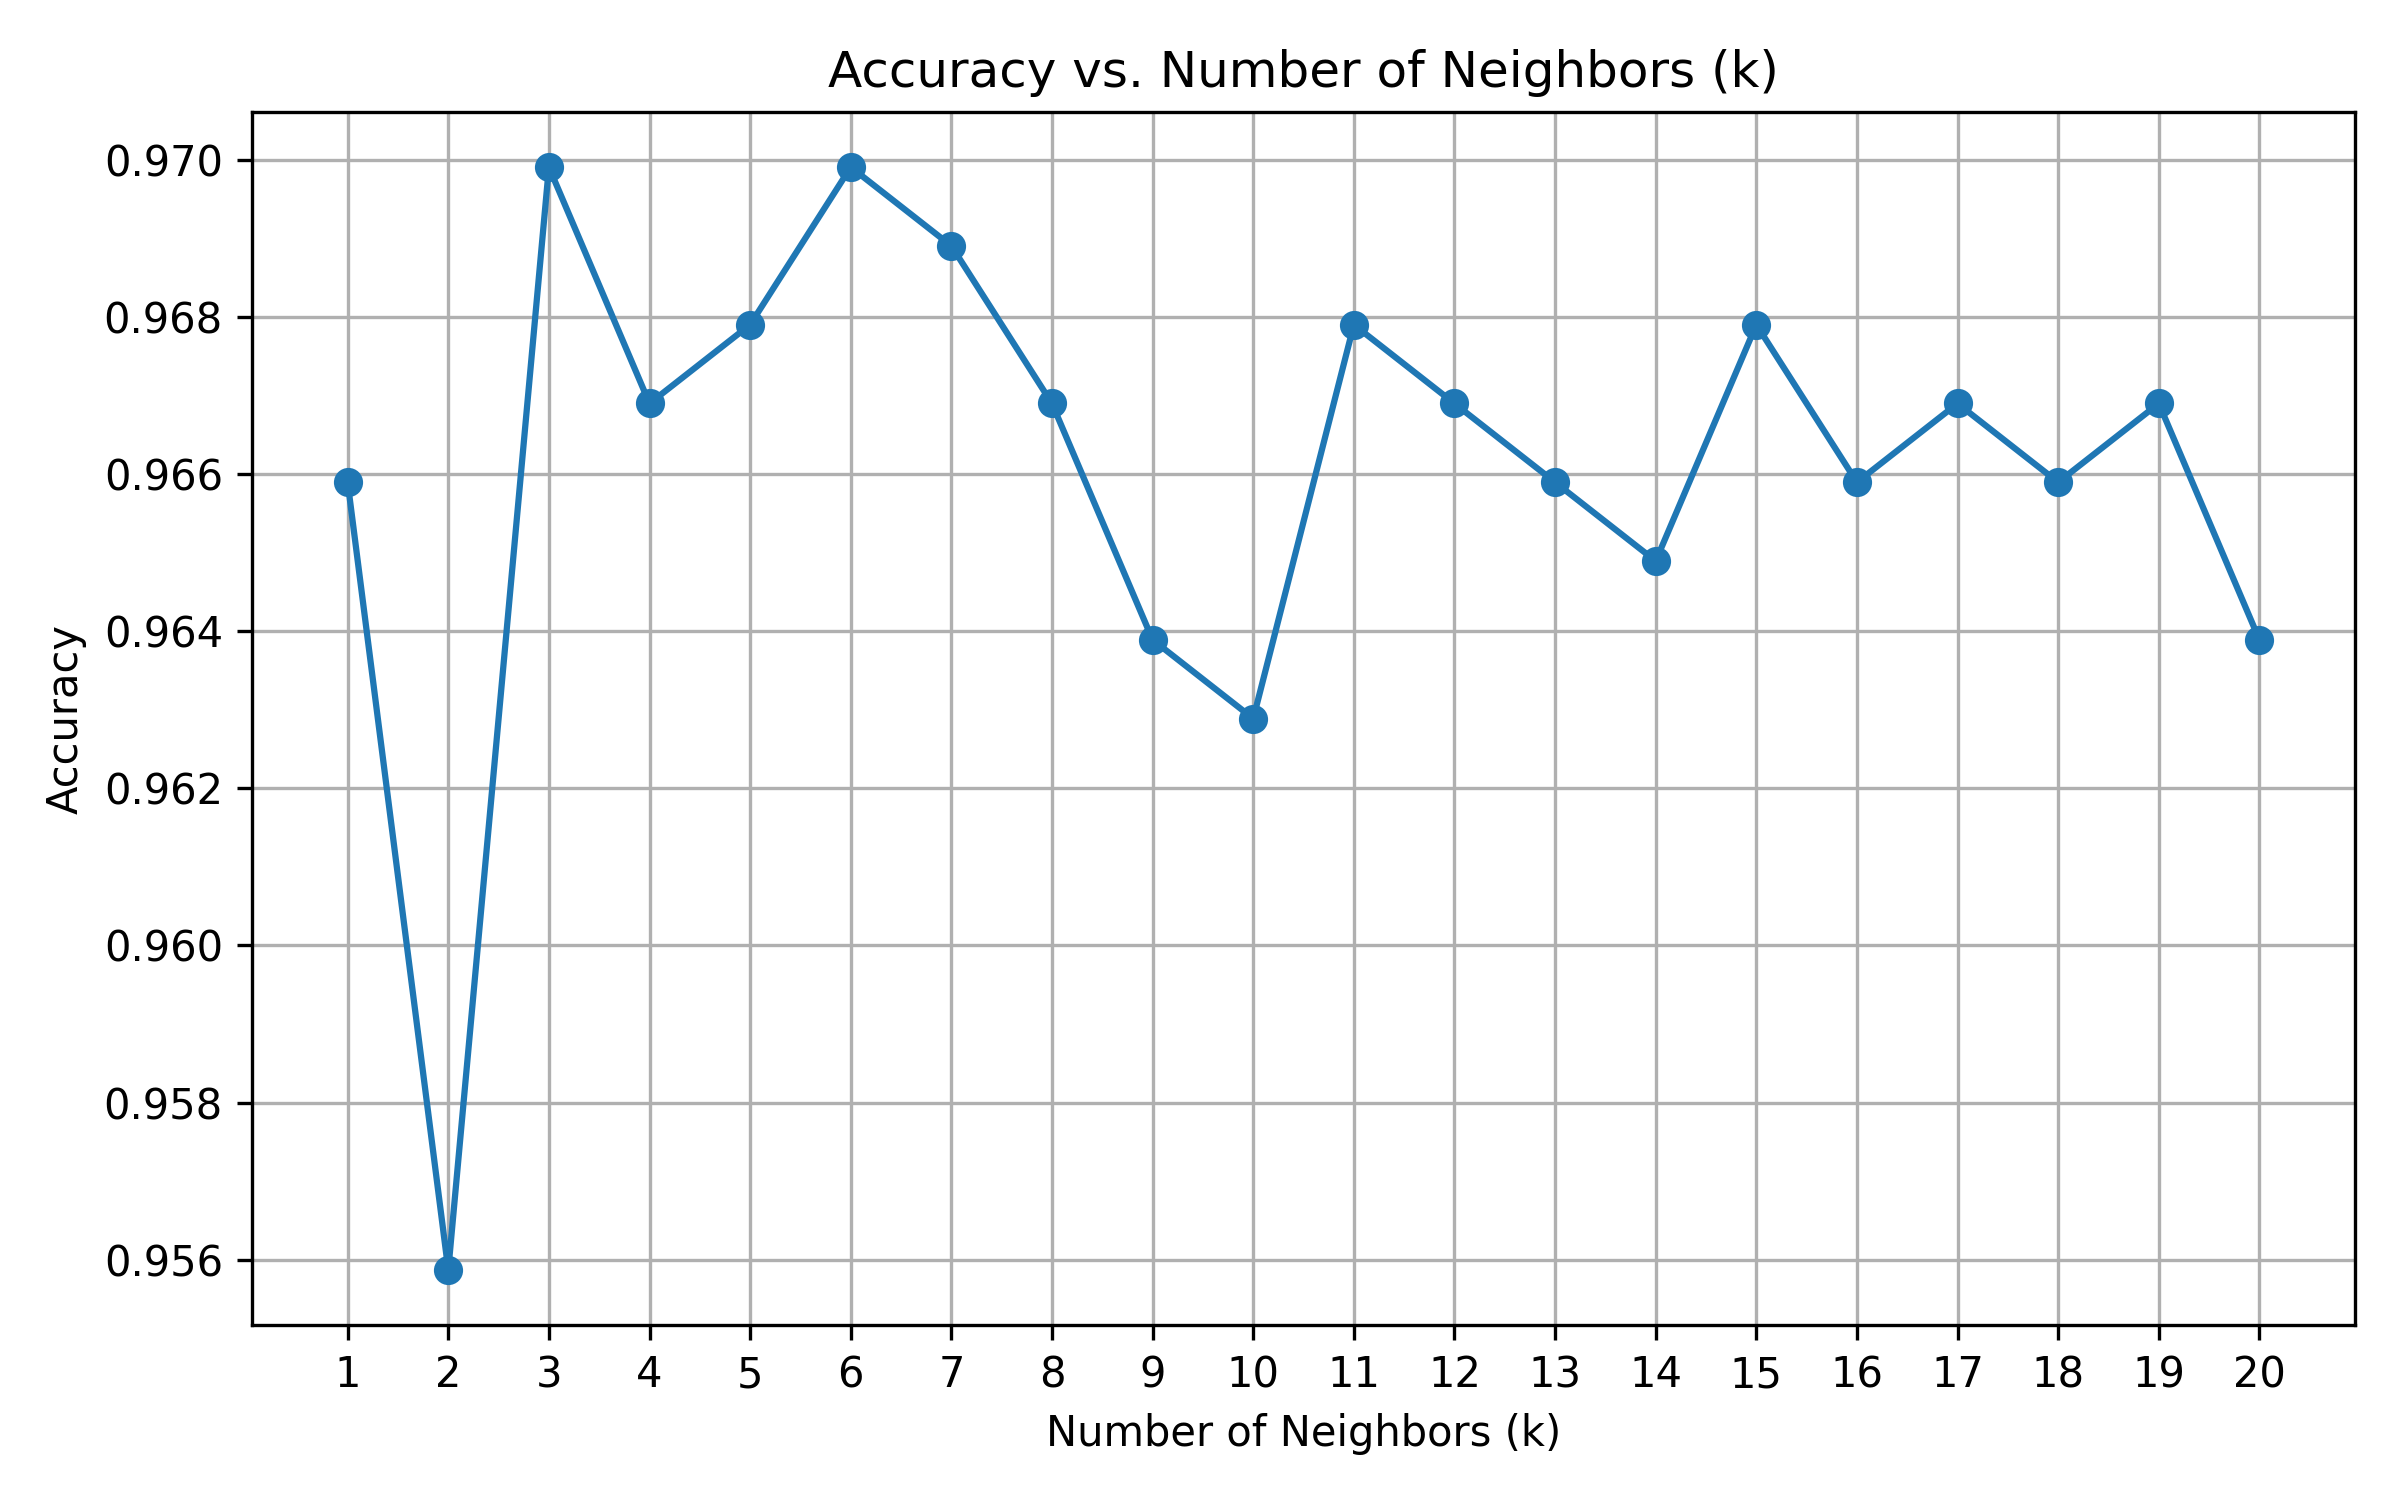 Accuracy vs. Number of Neighbors (k)
0.970
0.968
0.966
0.964
0.962
0.960
0.958
0.956
Accuracy
1 2 3 4 5 6 7 8 9 10 11 12 13 14 15 16 17 18 19 20
Number of Neighbors (k)